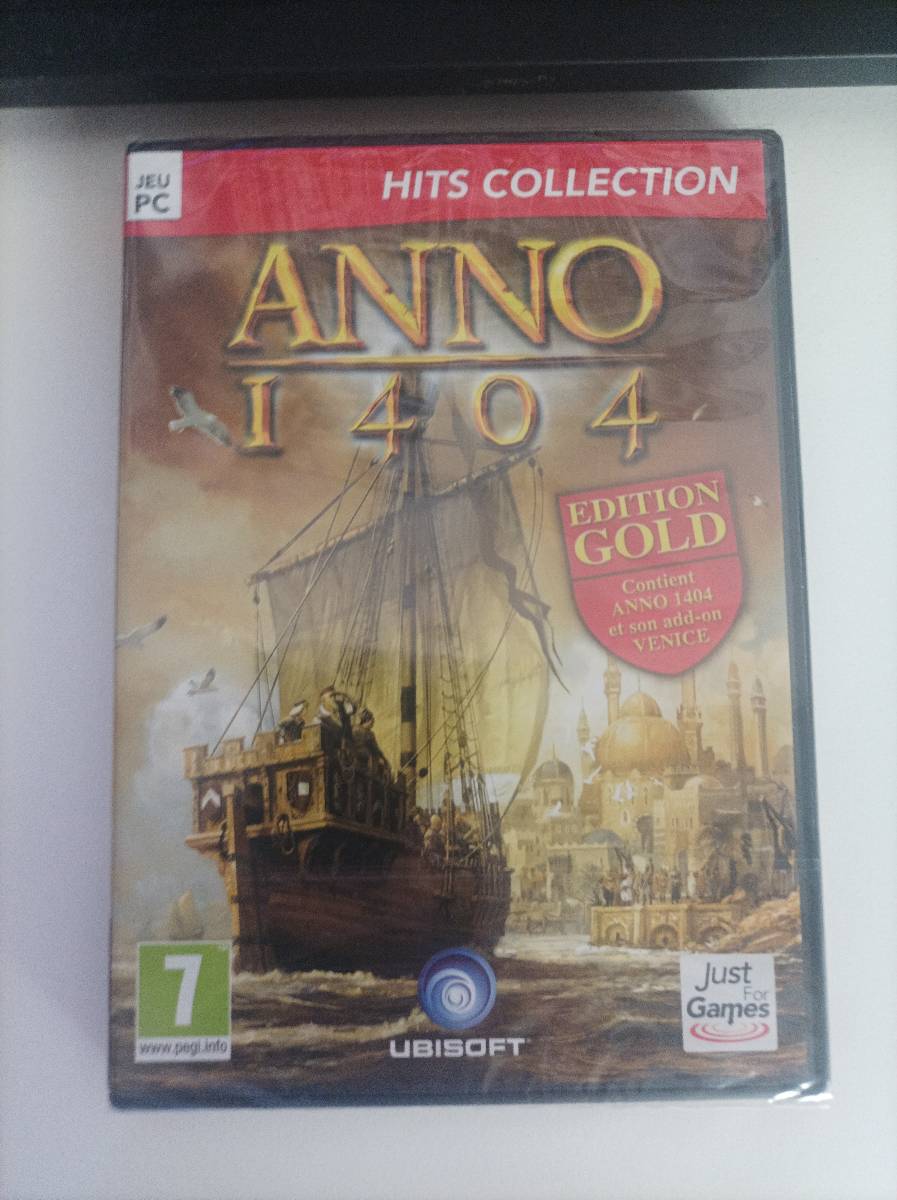 JEU
PC
HITS COLLECTION
ANNO
1404
EDITION
GOLD
Contient
ANNO 1404
et son add-on
VENICE
7
www.pegi.info
UBISOFT
Just
For
Games